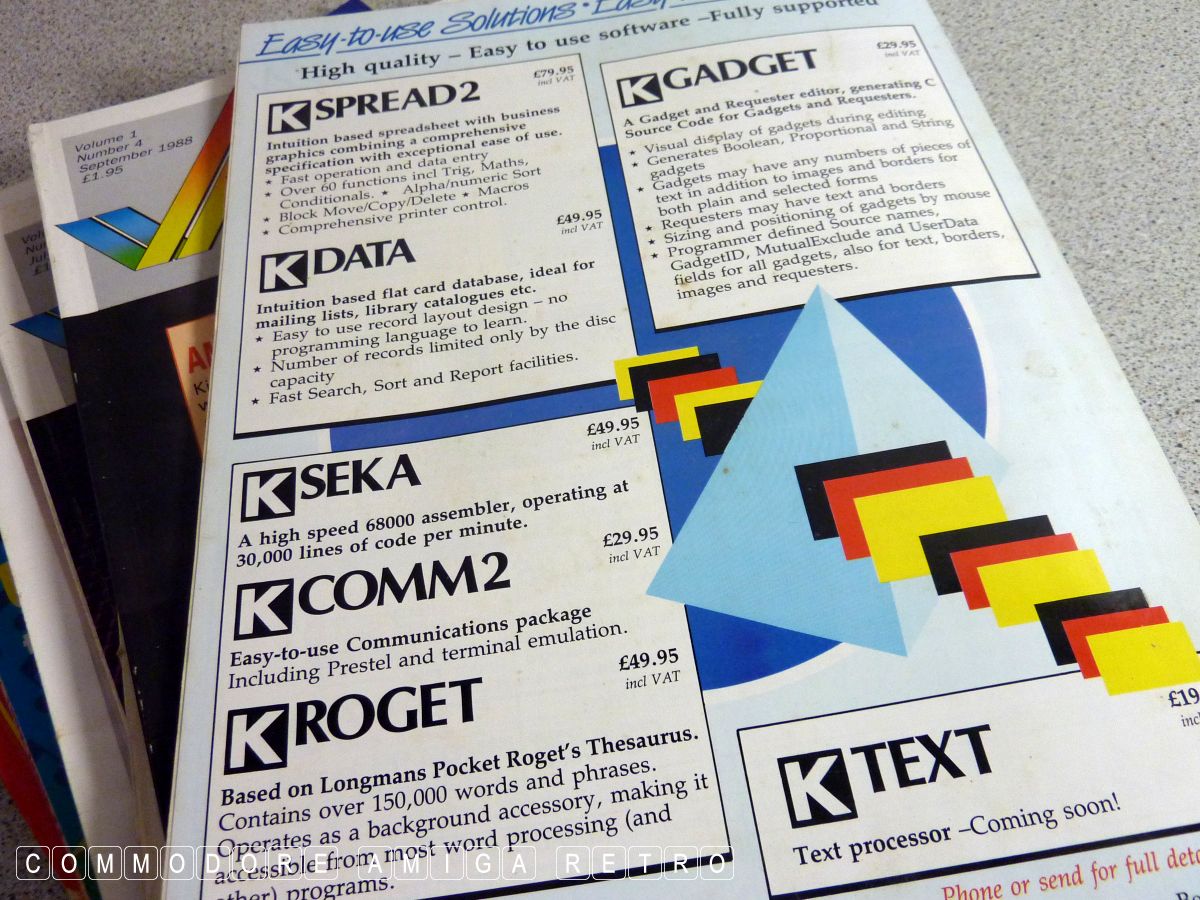 Easy-to-use Solutions · Easy
High quality – Easy to use software –Fully supported
K SPREAD2
£79.95
incl VAT
Intuition based spreadsheet with business
graphics combining a comprehensive
specification with exceptional ease of use.
★ Fast operation and data entry
★ Over 60 functions incl Trig, Maths,
Conditionals. ★ Alpha/numeric Sort
★ Block Move/Copy/Delete ★ Macros
★ Comprehensive printer control.
K DATA
£49.95
incl VAT
Intuition based flat card database, ideal for
mailing lists, library catalogues etc.
★ Easy to use record layout design – no
programming language to learn.
★ Number of records limited only by the disc
capacity
★ Fast Search, Sort and Report facilities.
K SEKA
£49.95
incl VAT
A high speed 68000 assembler, operating at
30,000 lines of code per minute.
K COMM2
£29.95
incl VAT
Easy-to-use Communications package
Including Prestel and terminal emulation.
K ROGET
£49.95
incl VAT
Based on Longmans Pocket Roget's Thesaurus.
Contains over 150,000 words and phrases.
Operates as a background accessory, making it
accessible from most word processing (and
other) programs.
K GADGET
£29.95
incl VAT
A Gadget and Requester editor, generating C
Source Code for Gadgets and Requesters.
★ Visual display of gadgets during editing
★ Generates Boolean, Proportional and String
gadgets
★ Gadgets may have any numbers of pieces of
text in addition to images and borders for
both plain and selected forms
★ Requesters may have text and borders
★ Sizing and positioning of gadgets by mouse
★ Programmer defined Source names,
GadgetID, MutualExclude and UserData
fields for all gadgets, also for text, borders,
images and requesters.
K TEXT
£19
incl
Text processor –Coming soon!
Phone or send for full deta
Volume 1
Number 4
September 1988
£1.95
COMMODORE AMIGA RETRO